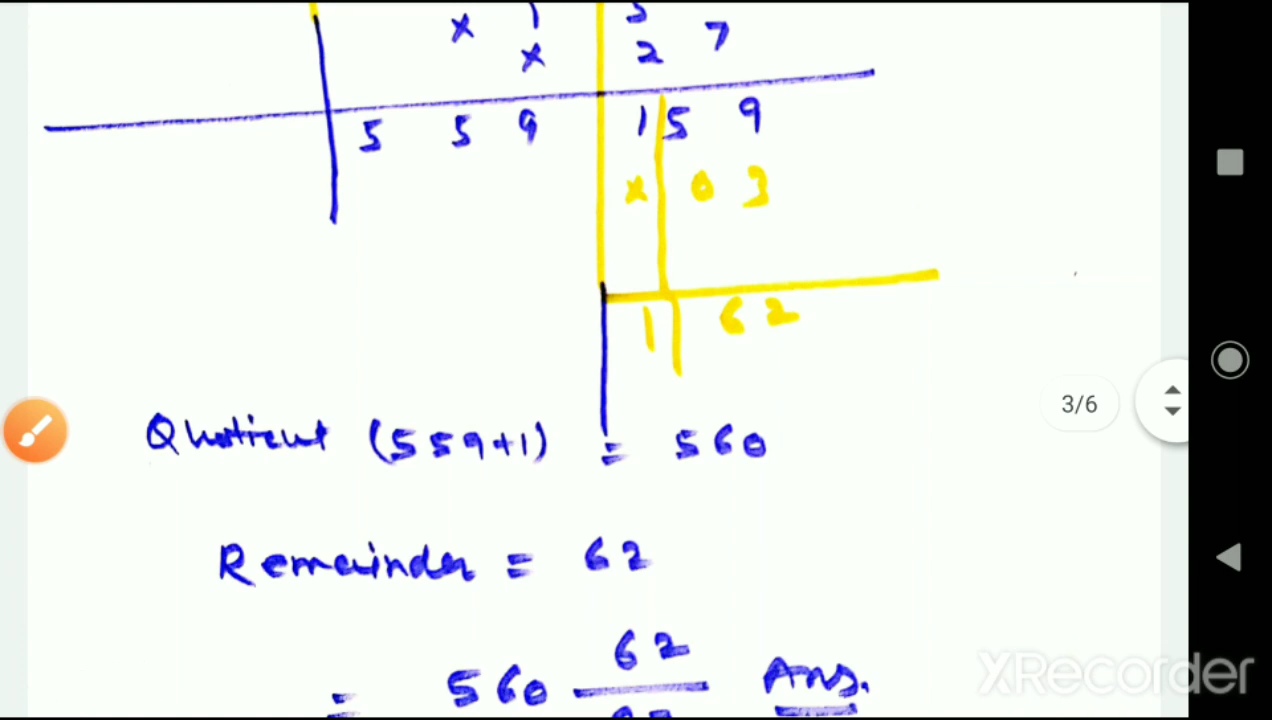 x 1 3
x 2 7
5 5 9 1 5 9
x 0 3
1 6 2
3/6
Quotient (559+1) = 560
Remainder = 62
62
= 560 Ans.
XRecorder